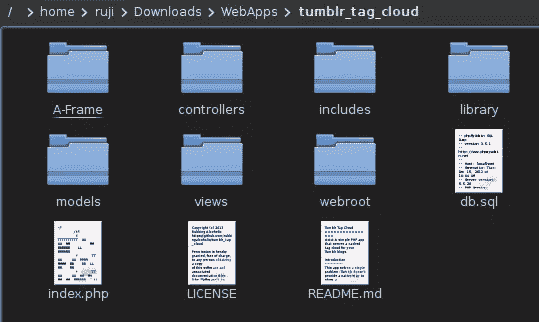 / > home > ruji > Downloads > WebApps > tumblr_tag_cloud
A-Frame controllers includes library
models views webroot db.sql
index.php LICENSE README.md